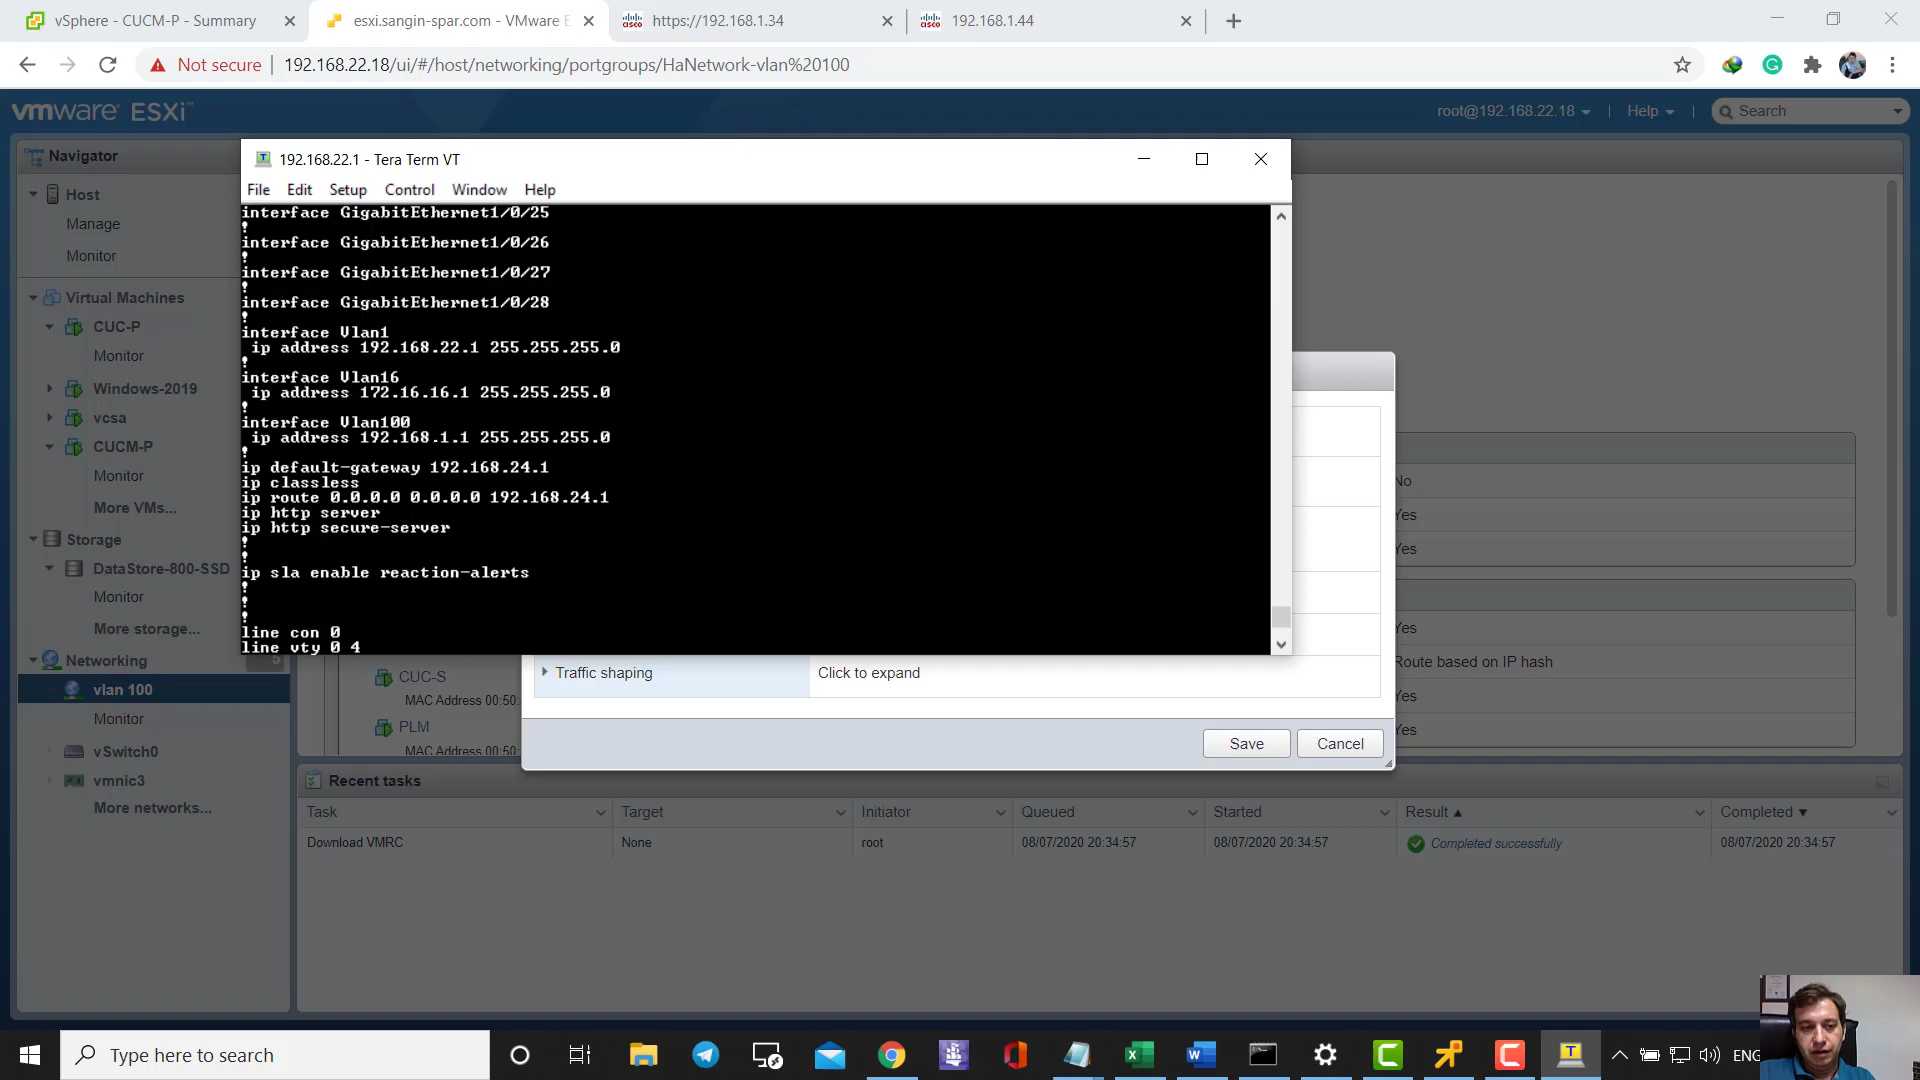 vSphere - CUCM-P - Summary
esxi.sangin-spar.com - VMware E
https://192.168.1.34
192.168.1.44
Not secure
192.168.22.18/ui/#/host/networking/portgroups/HaNetwork-vlan%20100
vmware ESXi™
root@192.168.22.18
Help
Search
Navigator
Host
Manage
Monitor
Virtual Machines
CUC-P
Monitor
Windows-2019
vcsa
CUCM-P
Monitor
More VMs...
Storage
DataStore-800-SSD
Monitor
More storage...
Networking
5
vlan 100
Monitor
vSwitch0
vmnic3
More networks...
192.168.22.1 - Tera Term VT
File Edit Setup Control Window Help
interface GigabitEthernet1/0/25
!
interface GigabitEthernet1/0/26
!
interface GigabitEthernet1/0/27
!
interface GigabitEthernet1/0/28
!
interface Vlan1
ip address 192.168.22.1 255.255.255.0
!
interface Vlan16
ip address 172.16.16.1 255.255.255.0
!
interface Vlan100
ip address 192.168.1.1 255.255.255.0
!
ip default-gateway 192.168.24.1
ip classless
ip route 0.0.0.0 0.0.0.0 192.168.24.1
ip http server
ip http secure-server
!
!
ip sla enable reaction-alerts
!
!
!
line con 0
line vty 0 4
No
Yes
Yes
Yes
Route based on IP hash
Yes
Yes
CUC-S
MAC Address 00:50:
PLM
MAC Address 00:50:
Traffic shaping
Click to expand
Save
Cancel
Recent tasks
Task Target Initiator Queued Started Result Completed
Download VMRC None root 08/07/2020 20:34:57 08/07/2020 20:34:57 Completed successfully 08/07/2020 20:34:57
Type here to search
ENG